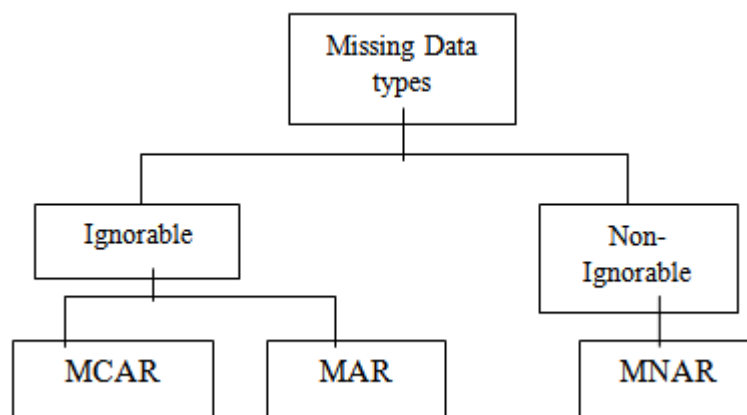 Missing Data
types
Ignorable
Non-
Ignorable
MCAR
MAR
MNAR